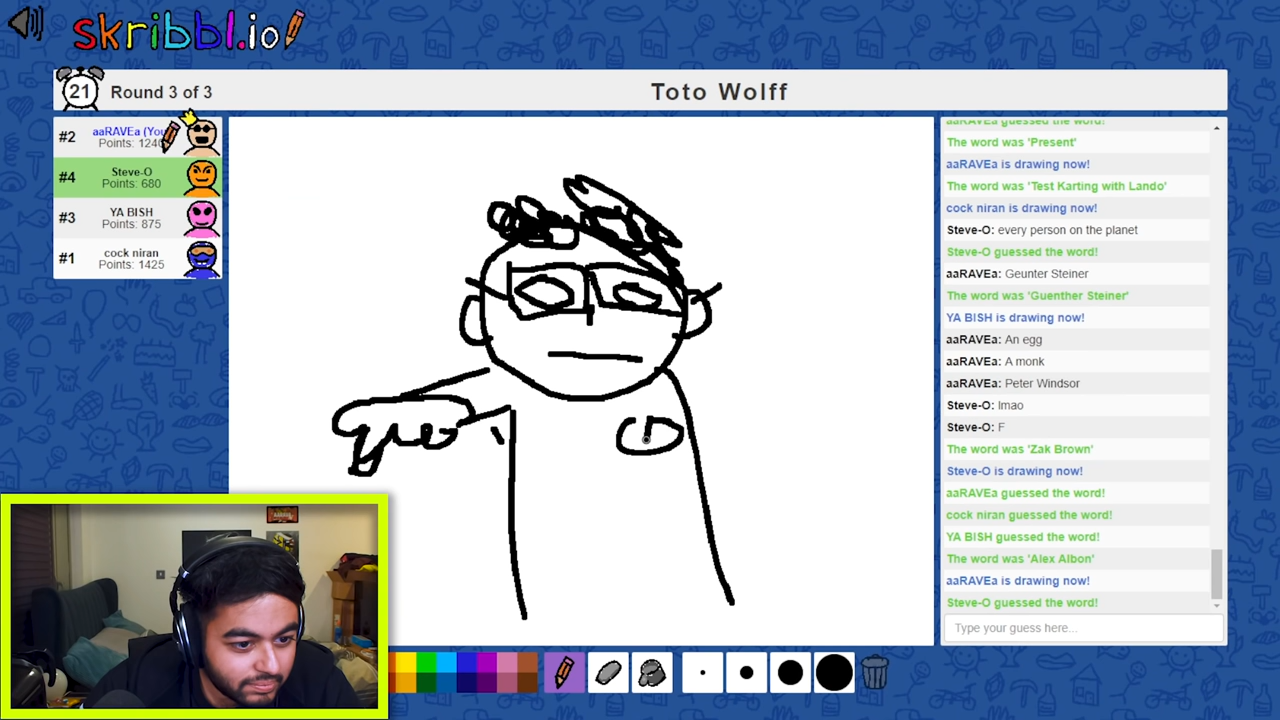 skribbl.io
21
Round 3 of 3
Toto Wolff
#2
aaRAVEa (You
Points: 1240
#4
Steve-O
Points: 680
#3
YA BISH
Points: 875
#1
cock niran
Points: 1425
aaRAVEa guessed the word!
The word was 'Present'
aaRAVEa is drawing now!
The word was 'Test Karting with Lando'
cock niran is drawing now!
Steve-O: every person on the planet
Steve-O guessed the word!
aaRAVEa: Geunter Steiner
The word was 'Guenther Steiner'
YA BISH is drawing now!
aaRAVEa: An egg
aaRAVEa: A monk
aaRAVEa: Peter Windsor
Steve-O: lmao
Steve-O: F
The word was 'Zak Brown'
Steve-O is drawing now!
aaRAVEa guessed the word!
cock niran guessed the word!
YA BISH guessed the word!
The word was 'Alex Albon'
aaRAVEa is drawing now!
Steve-O guessed the word!
Type your guess here...